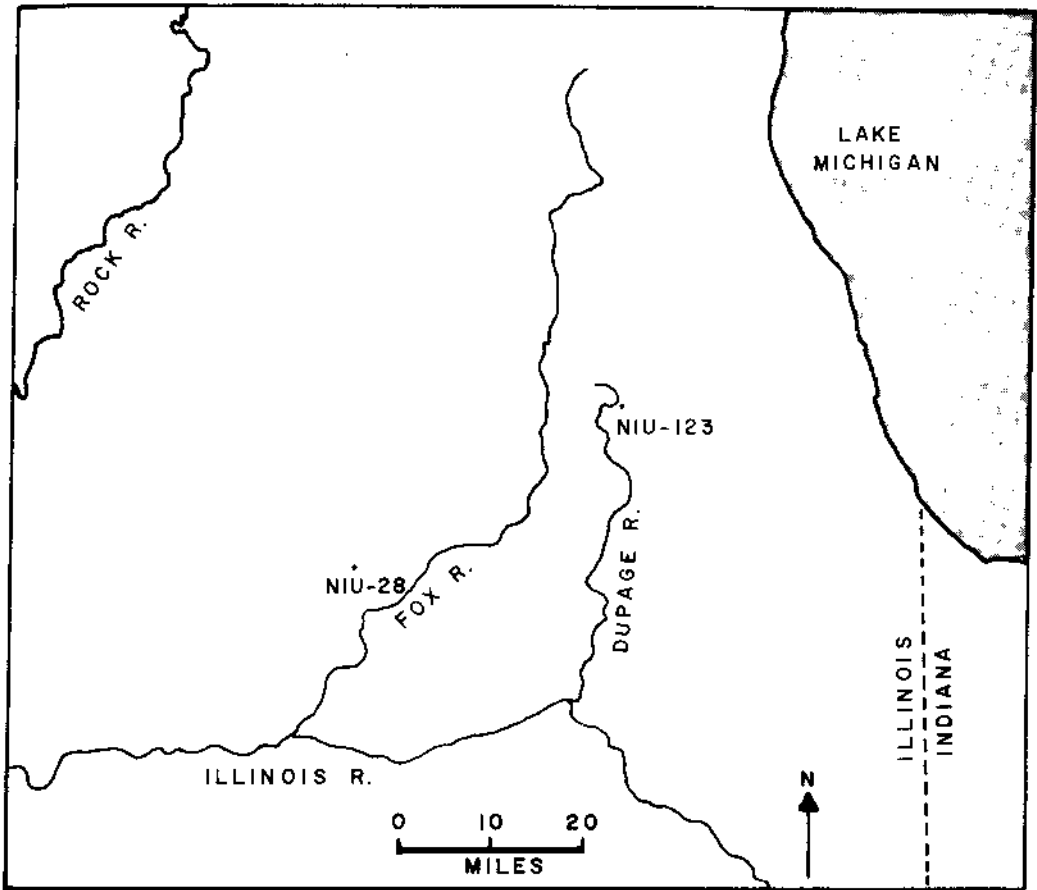 LAKE
MICHIGAN
ROCK R.
NIU-123
NIU-28
FOX R.
DUPAGE R.
ILLINOIS
INDIANA
ILLINOIS R.
N
0 10 20
MILES